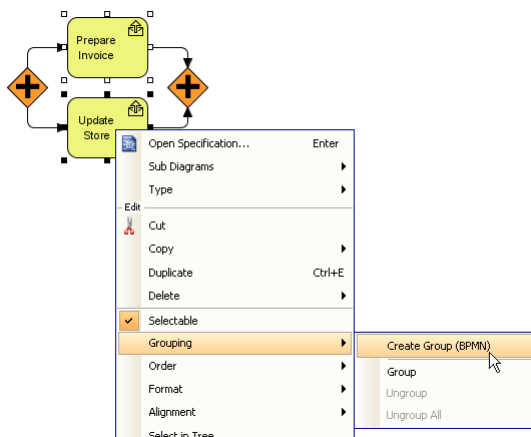 Prepare
Invoice
Update
Store
Open Specification... Enter
Sub Diagrams
Type
Edit
Cut
Copy
Duplicate Ctrl+E
Delete
Selectable
Grouping
Create Group (BPMN)
Order
Group
Format
Ungroup
Alignment
Ungroup All
Select in Tree